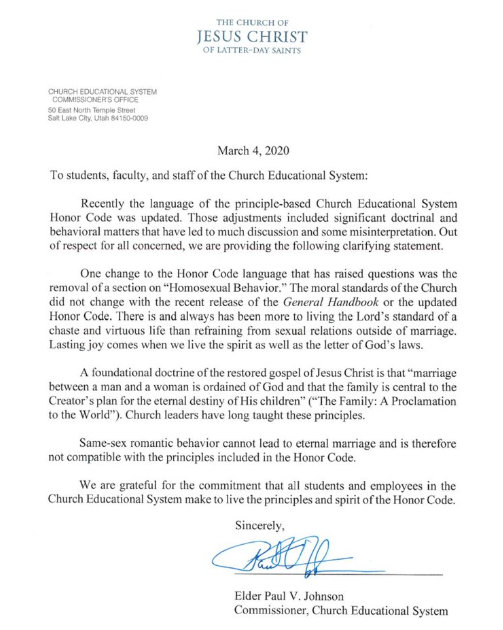 THE CHURCH OF
JESUS CHRIST
OF LATTER-DAY SAINTS
CHURCH EDUCATIONAL SYSTEM
COMMISSIONER'S OFFICE
50 East North Temple Street
Salt Lake City, Utah 84150-0009
March 4, 2020
To students, faculty, and staff of the Church Educational System:
Recently the language of the principle-based Church Educational System
Honor Code was updated. Those adjustments included significant doctrinal and
behavioral matters that have led to much discussion and some misinterpretation. Out
of respect for all concerned, we are providing the following clarifying statement.
One change to the Honor Code language that has raised questions was the
removal of a section on “Homosexual Behavior.” The moral standards of the Church
did not change with the recent release of the General Handbook or the updated
Honor Code. There is and always has been more to living the Lord's standard of a
chaste and virtuous life than refraining from sexual relations outside of marriage.
Lasting joy comes when we live the spirit as well as the letter of God's laws.
A foundational doctrine of the restored gospel of Jesus Christ is that “marriage
between a man and a woman is ordained of God and that the family is central to the
Creator's plan for the eternal destiny of His children” (“The Family: A Proclamation
to the World”). Church leaders have long taught these principles.
Same-sex romantic behavior cannot lead to eternal marriage and is therefore
not compatible with the principles included in the Honor Code.
We are grateful for the commitment that all students and employees in the
Church Educational System make to live the principles and spirit of the Honor Code.
Sincerely,
Elder Paul V. Johnson
Commissioner, Church Educational System